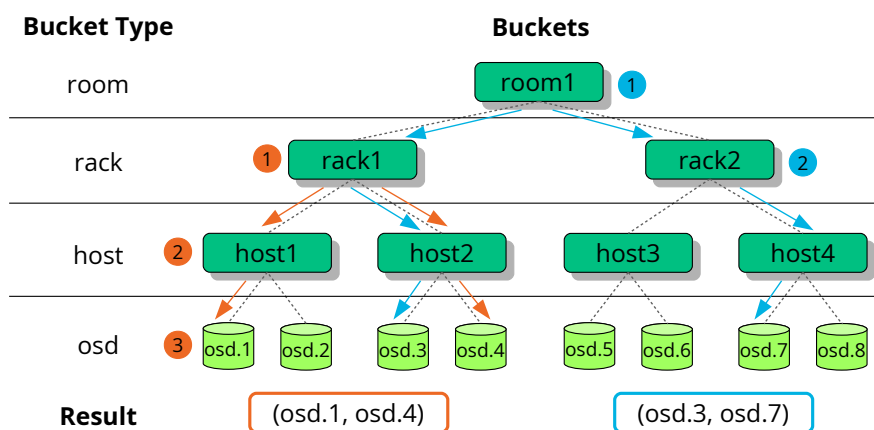 Bucket Type Buckets
room room1 1
rack 1 rack1 rack2 2
host 2 host1 host2 host3 host4
osd 3 osd.1 osd.2 osd.3 osd.4 osd.5 osd.6 osd.7 osd.8
Result (osd.1, osd.4) (osd.3, osd.7)